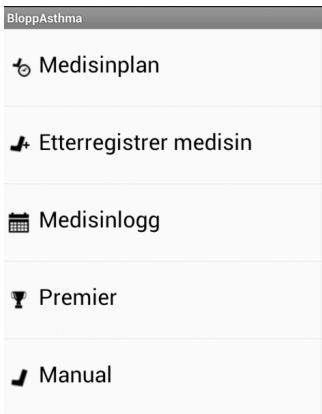 BloppAsthma
Medisinplan
Etterregistrer medisin
Medisinlogg
Premier
Manual